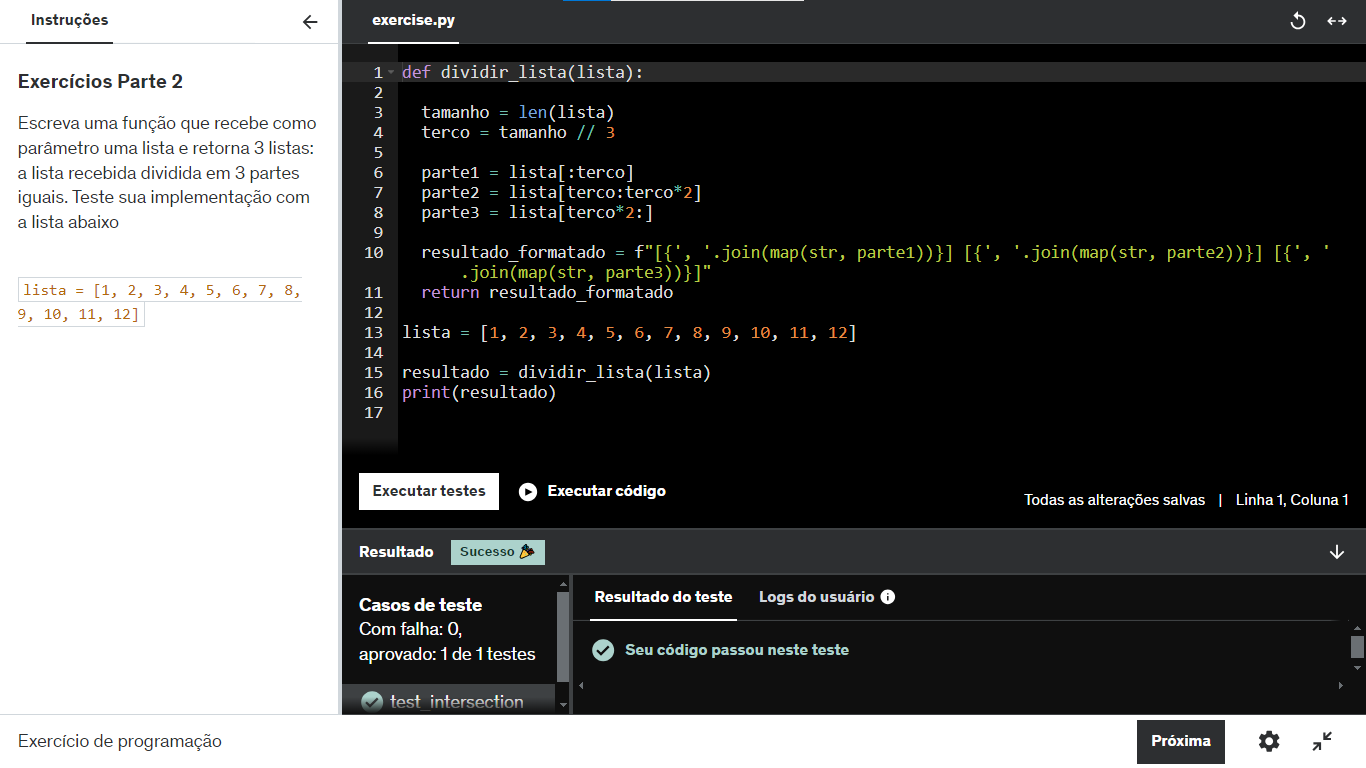 Instruções
Exercícios Parte 2
Escreva uma função que recebe como
parâmetro uma lista e retorna 3 listas:
a lista recebida dividida em 3 partes
iguais. Teste sua implementação com
a lista abaixo
lista = [1, 2, 3, 4, 5, 6, 7, 8,
9, 10, 11, 12]
exercise.py
1 def dividir_lista(lista):
2
3 tamanho = len(lista)
4 terco = tamanho // 3
5
6 parte1 = lista[:terco]
7 parte2 = lista[terco:terco*2]
8 parte3 = lista[terco*2:]
9
10 resultado_formatado = f"[{', '.join(map(str, parte1))}] [{', '.join(map(str, parte2))}] [{', '
.join(map(str, parte3))}]"
11 return resultado_formatado
12
13 lista = [1, 2, 3, 4, 5, 6, 7, 8, 9, 10, 11, 12]
14
15 resultado = dividir_lista(lista)
16 print(resultado)
17
Executar testes Executar código
Todas as alterações salvas | Linha 1, Coluna 1
Resultado Sucesso
Casos de teste
Com falha: 0,
aprovado: 1 de 1 testes
test_intersection
Resultado do teste Logs do usuário
Seu código passou neste teste
Exercício de programação
Próxima